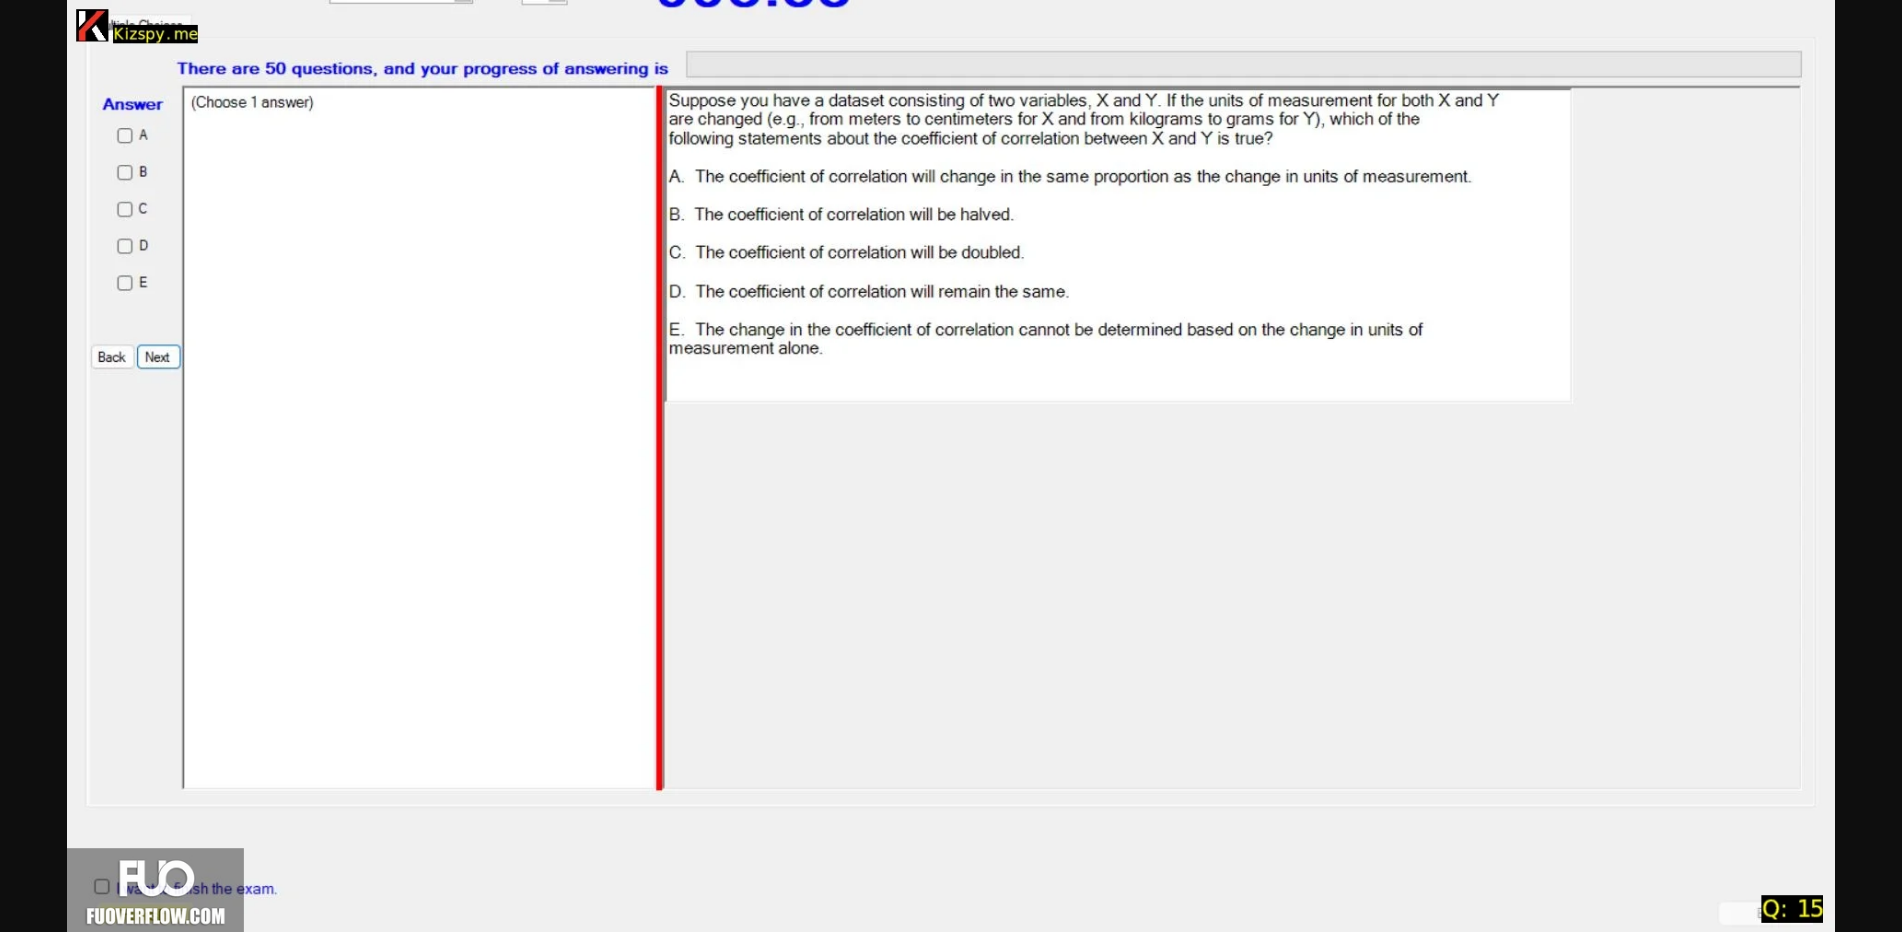 Kizspy.me
There are 50 questions, and your progress of answering is
Answer
(Choose 1 answer)
A
B
C
D
E
Back
Next
Suppose you have a dataset consisting of two variables, X and Y. If the units of measurement for both X and Y
are changed (e.g., from meters to centimeters for X and from kilograms to grams for Y), which of the
following statements about the coefficient of correlation between X and Y is true?
A. The coefficient of correlation will change in the same proportion as the change in units of measurement.
B. The coefficient of correlation will be halved.
C. The coefficient of correlation will be doubled.
D. The coefficient of correlation will remain the same.
E. The change in the coefficient of correlation cannot be determined based on the change in units of
measurement alone.
FUO
the exam.
FUOVERFLOW.COM
Q: 15